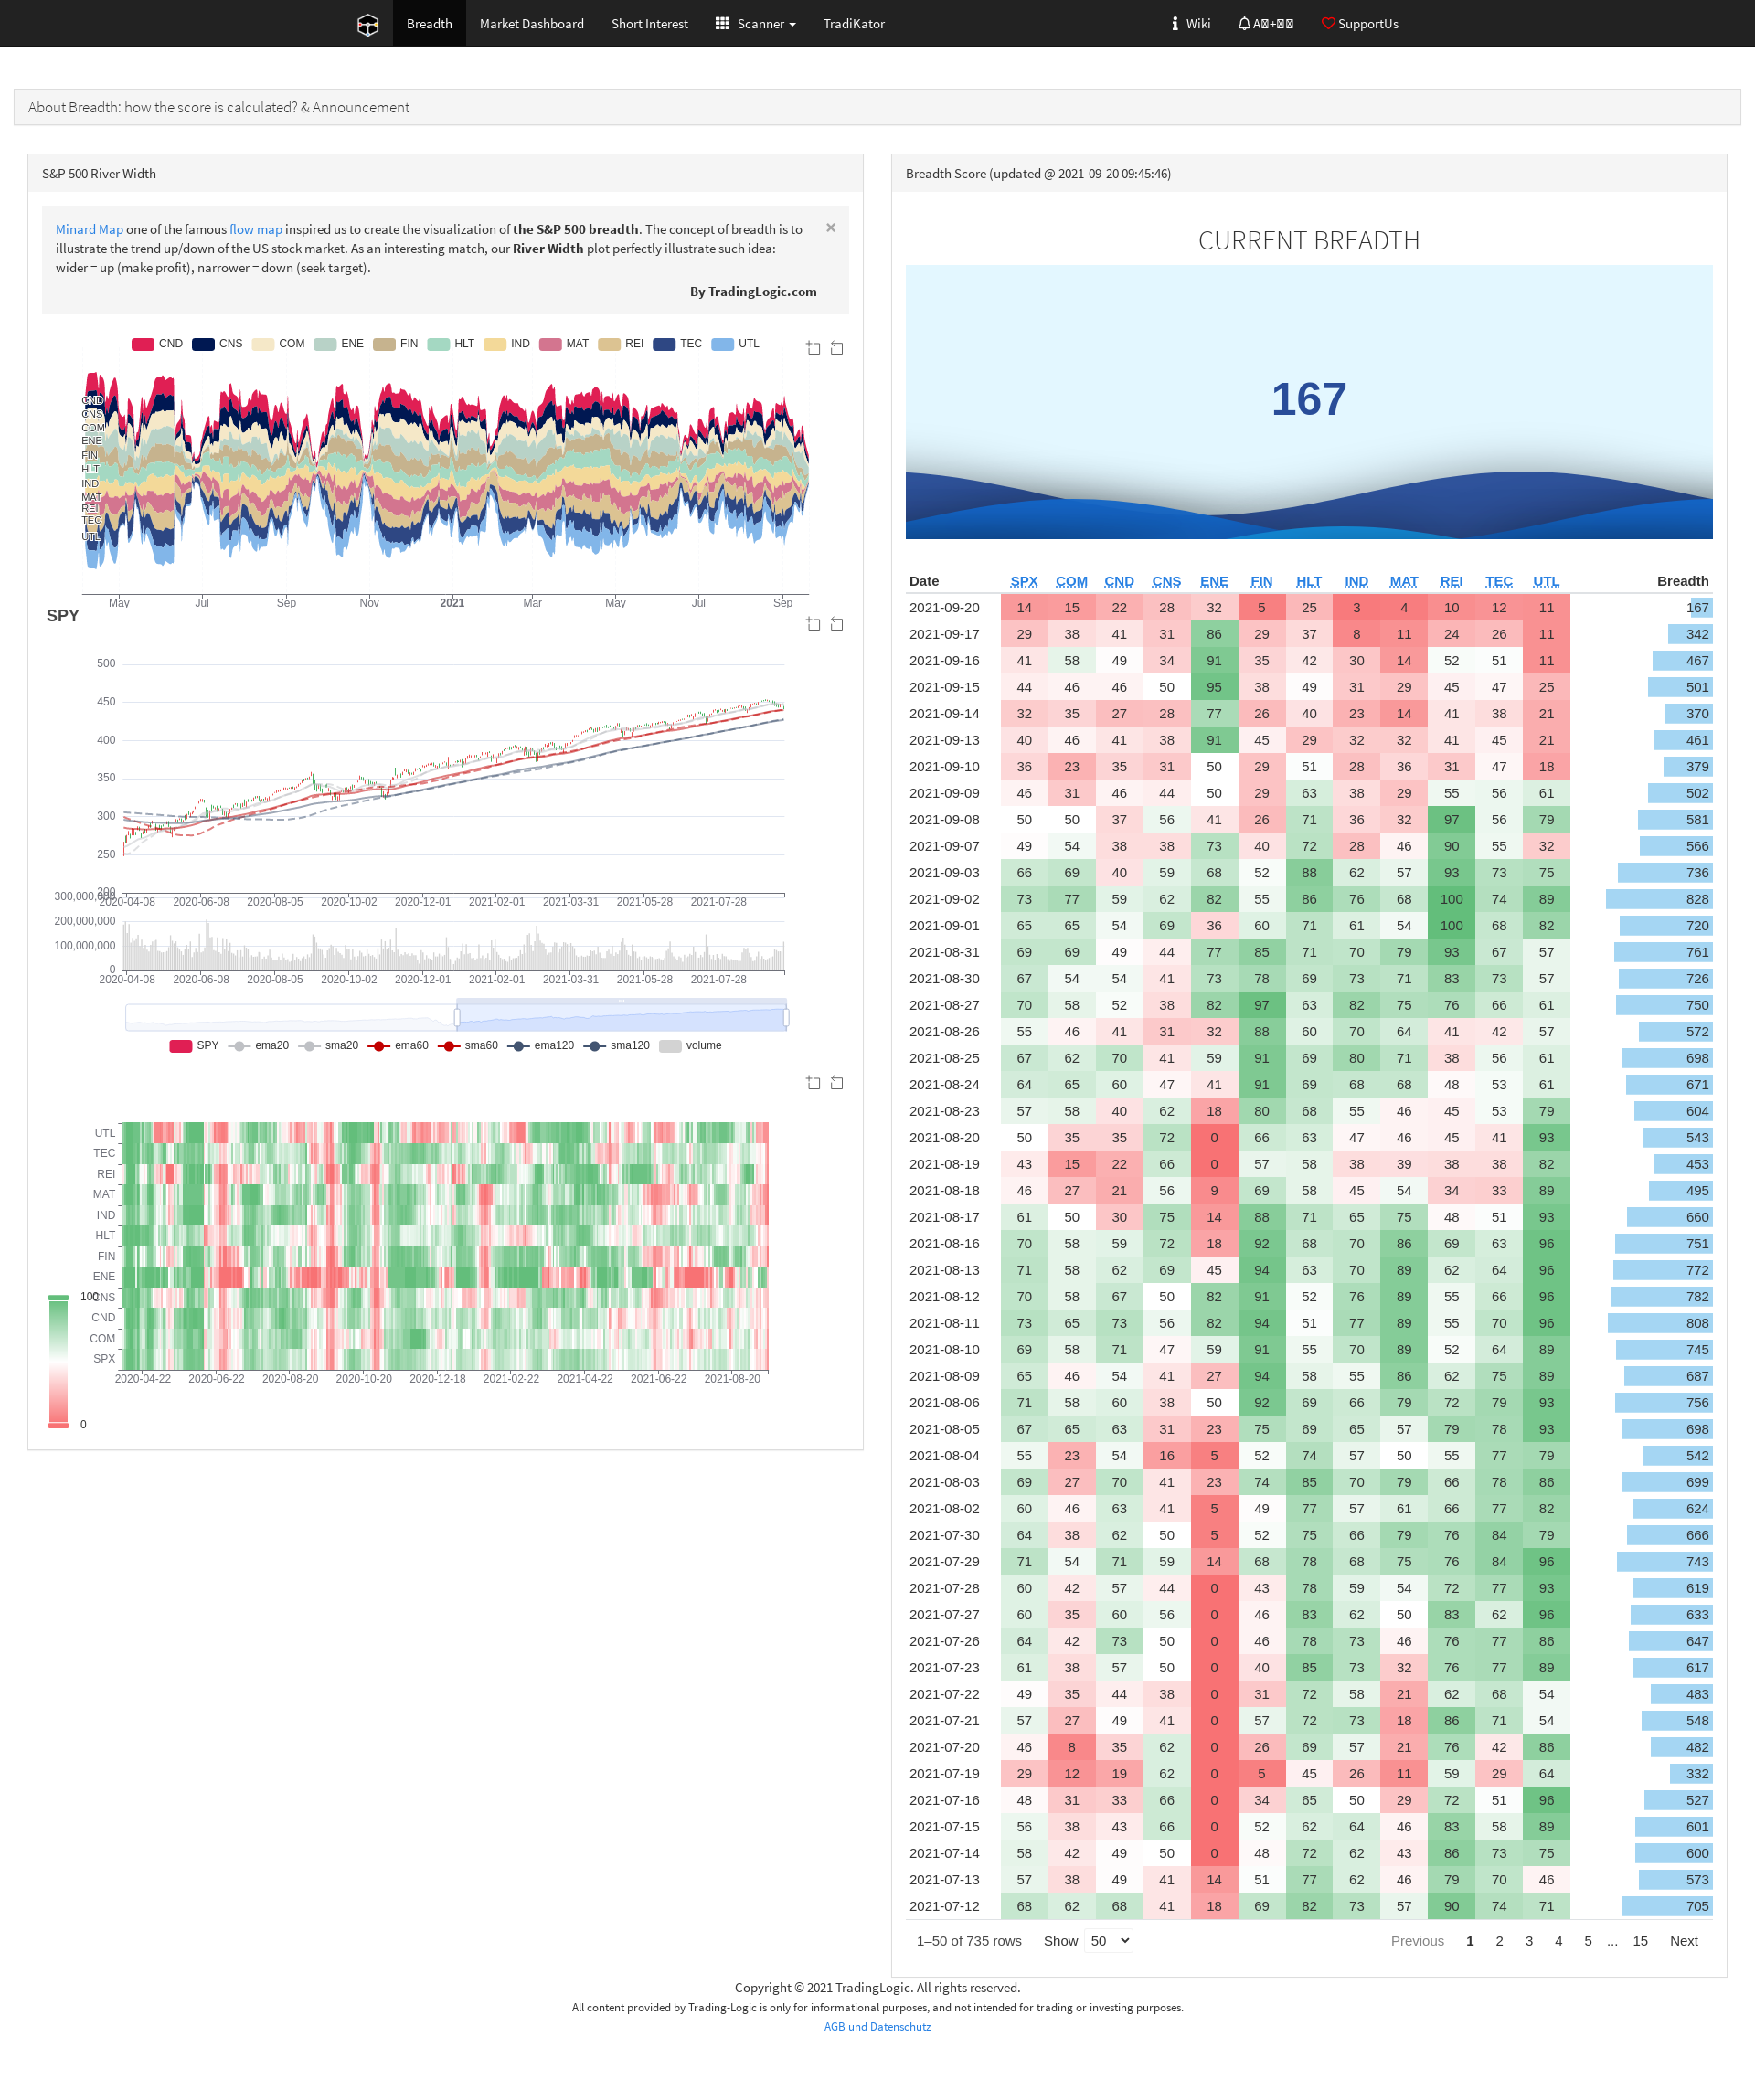 Breadth Market Dashboard Short Interest Scanner TradiKator Wiki SupportUs
About Breadth: how the score is calculated? & Announcement
S&P 500 River Width
Minard Map one of the famous flow map inspired us to create the visualization of the S&P 500 breadth. The concept of breadth is to ×
illustrate the trend up/down of the US stock market. As an interesting match, our River Width plot perfectly illustrate such idea:
wider = up (make profit), narrower = down (seek target).
By TradingLogic.com
CND CNS COM ENE FIN HLT IND MAT REI TEC UTL
CND
CNS
COM
ENE
FIN
HLT
IND
MAT
REI
TEC
UTL
May Jul Sep Nov 2021 Mar May Jul Sep
SPY
500
450
400
350
300
250
200
2020-04-08 2020-06-08 2020-08-05 2020-10-02 2020-12-01 2021-02-01 2021-03-31 2021-05-28 2021-07-28
300,000,000
200,000,000
100,000,000
0
2020-04-08 2020-06-08 2020-08-05 2020-10-02 2020-12-01 2021-02-01 2021-03-31 2021-05-28 2021-07-28
SPY ema20 sma20 ema60 sma60 ema120 sma120 volume
UTL
TEC
REI
MAT
IND
HLT
FIN
ENE
CNS
CND
COM
SPX
2020-04-22 2020-06-22 2020-08-20 2020-10-20 2020-12-18 2021-02-22 2021-04-22 2021-06-22 2021-08-20
100
0
Breadth Score (updated @ 2021-09-20 09:45:46)
CURRENT BREADTH
167
Date SPX COM CND CNS ENE FIN HLT IND MAT REI TEC UTL Breadth
2021-09-20 14 15 22 28 32 5 25 3 4 10 12 11 167
2021-09-17 29 38 41 31 86 29 37 8 11 24 26 11 342
2021-09-16 41 58 49 34 91 35 42 30 14 52 51 11 467
2021-09-15 44 46 46 50 95 38 49 31 29 45 47 25 501
2021-09-14 32 35 27 28 77 26 40 23 14 41 38 21 370
2021-09-13 40 46 41 38 91 45 29 32 32 41 45 21 461
2021-09-10 36 23 35 31 50 29 51 28 36 31 47 18 379
2021-09-09 46 31 46 44 50 29 63 38 29 55 56 61 502
2021-09-08 50 50 37 56 41 26 71 36 32 97 56 79 581
2021-09-07 49 54 38 38 73 40 72 28 46 90 55 32 566
2021-09-03 66 69 40 59 68 52 88 62 57 93 73 75 736
2021-09-02 73 77 59 62 82 55 86 76 68 100 74 89 828
2021-09-01 65 65 54 69 36 60 71 61 54 100 68 82 720
2021-08-31 69 69 49 44 77 85 71 70 79 93 67 57 761
2021-08-30 67 54 54 41 73 78 69 73 71 83 73 57 726
2021-08-27 70 58 52 38 82 97 63 82 75 76 66 61 750
2021-08-26 55 46 41 31 32 88 60 70 64 41 42 57 572
2021-08-25 67 62 70 41 59 91 69 80 71 38 56 61 698
2021-08-24 64 65 60 47 41 91 69 68 68 48 53 61 671
2021-08-23 57 58 40 62 18 80 68 55 46 45 53 79 604
2021-08-20 50 35 35 72 0 66 63 47 46 45 41 93 543
2021-08-19 43 15 22 66 0 57 58 38 39 38 38 82 453
2021-08-18 46 27 21 56 9 69 58 45 54 34 33 89 495
2021-08-17 61 50 30 75 14 88 71 65 75 48 51 93 660
2021-08-16 70 58 59 72 18 92 68 70 86 69 63 96 751
2021-08-13 71 58 62 69 45 94 63 70 89 62 64 96 772
2021-08-12 70 58 67 50 82 91 52 76 89 55 66 96 782
2021-08-11 73 65 73 56 82 94 51 77 89 55 70 96 808
2021-08-10 69 58 71 47 59 91 55 70 89 52 64 89 745
2021-08-09 65 46 54 41 27 94 58 55 86 62 75 89 687
2021-08-06 71 58 60 38 50 92 69 66 79 72 79 93 756
2021-08-05 67 65 63 31 23 75 69 65 57 79 78 93 698
2021-08-04 55 23 54 16 5 52 74 57 50 55 77 79 542
2021-08-03 69 27 70 41 23 74 85 70 79 66 78 86 699
2021-08-02 60 46 63 41 5 49 77 57 61 66 77 82 624
2021-07-30 64 38 62 50 5 52 75 66 79 76 84 79 666
2021-07-29 71 54 71 59 14 68 78 68 75 76 84 96 743
2021-07-28 60 42 57 44 0 43 78 59 54 72 77 93 619
2021-07-27 60 35 60 56 0 46 83 62 50 83 62 96 633
2021-07-26 64 42 73 50 0 46 78 73 46 76 77 86 647
2021-07-23 61 38 57 50 0 40 85 73 32 76 77 89 617
2021-07-22 49 35 44 38 0 31 72 58 21 62 68 54 483
2021-07-21 57 27 49 41 0 57 72 73 18 86 71 54 548
2021-07-20 46 8 35 62 0 26 69 57 21 76 42 86 482
2021-07-19 29 12 19 62 0 5 45 26 11 59 29 64 332
2021-07-16 48 31 33 66 0 34 65 50 29 72 51 96 527
2021-07-15 56 38 43 66 0 52 62 64 46 83 58 89 601
2021-07-14 58 42 49 50 0 48 72 62 43 86 73 75 600
2021-07-13 57 38 49 41 14 51 77 62 46 79 70 46 573
2021-07-12 68 62 68 41 18 69 82 73 57 90 74 71 705
1–50 of 735 rows Show 50 Previous 1 2 3 4 5 ... 15 Next
Copyright © 2021 TradingLogic. All rights reserved.
All content provided by Trading-Logic is only for informational purposes, and not intended for trading or investing purposes.
AGB und Datenschutz